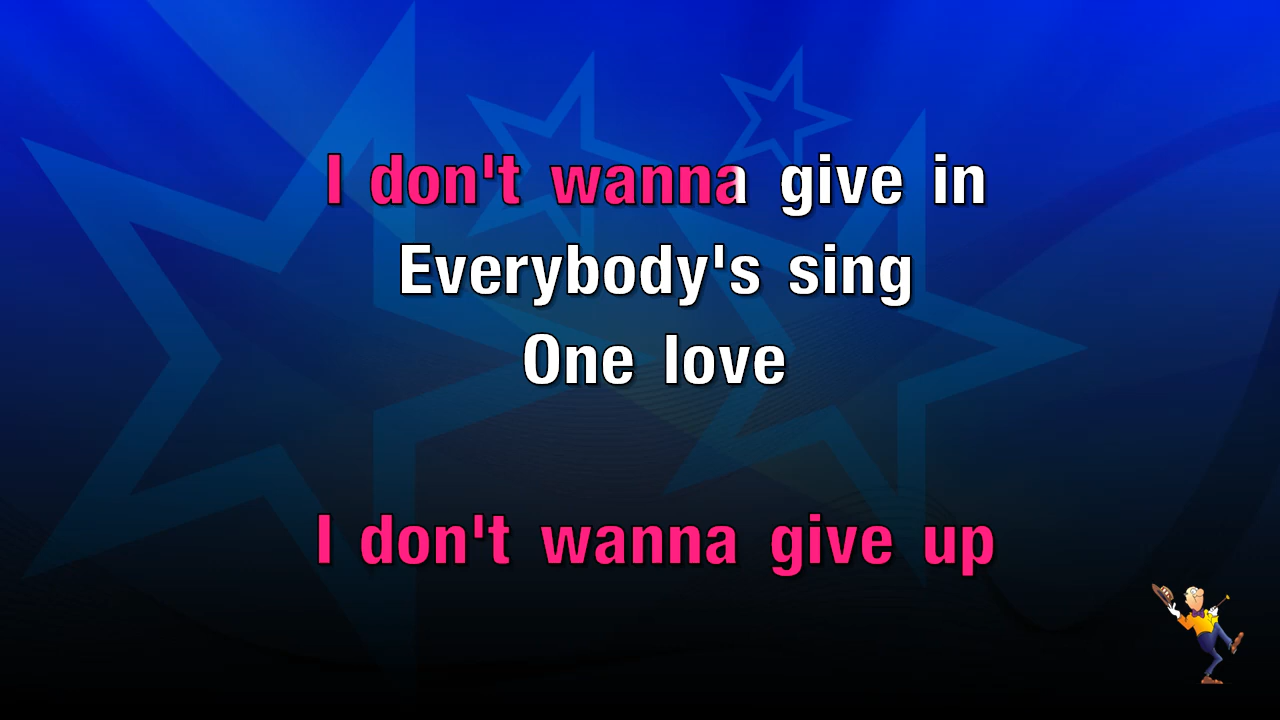 I don't wanna give in
Everybody's sing
One love
I don't wanna give up